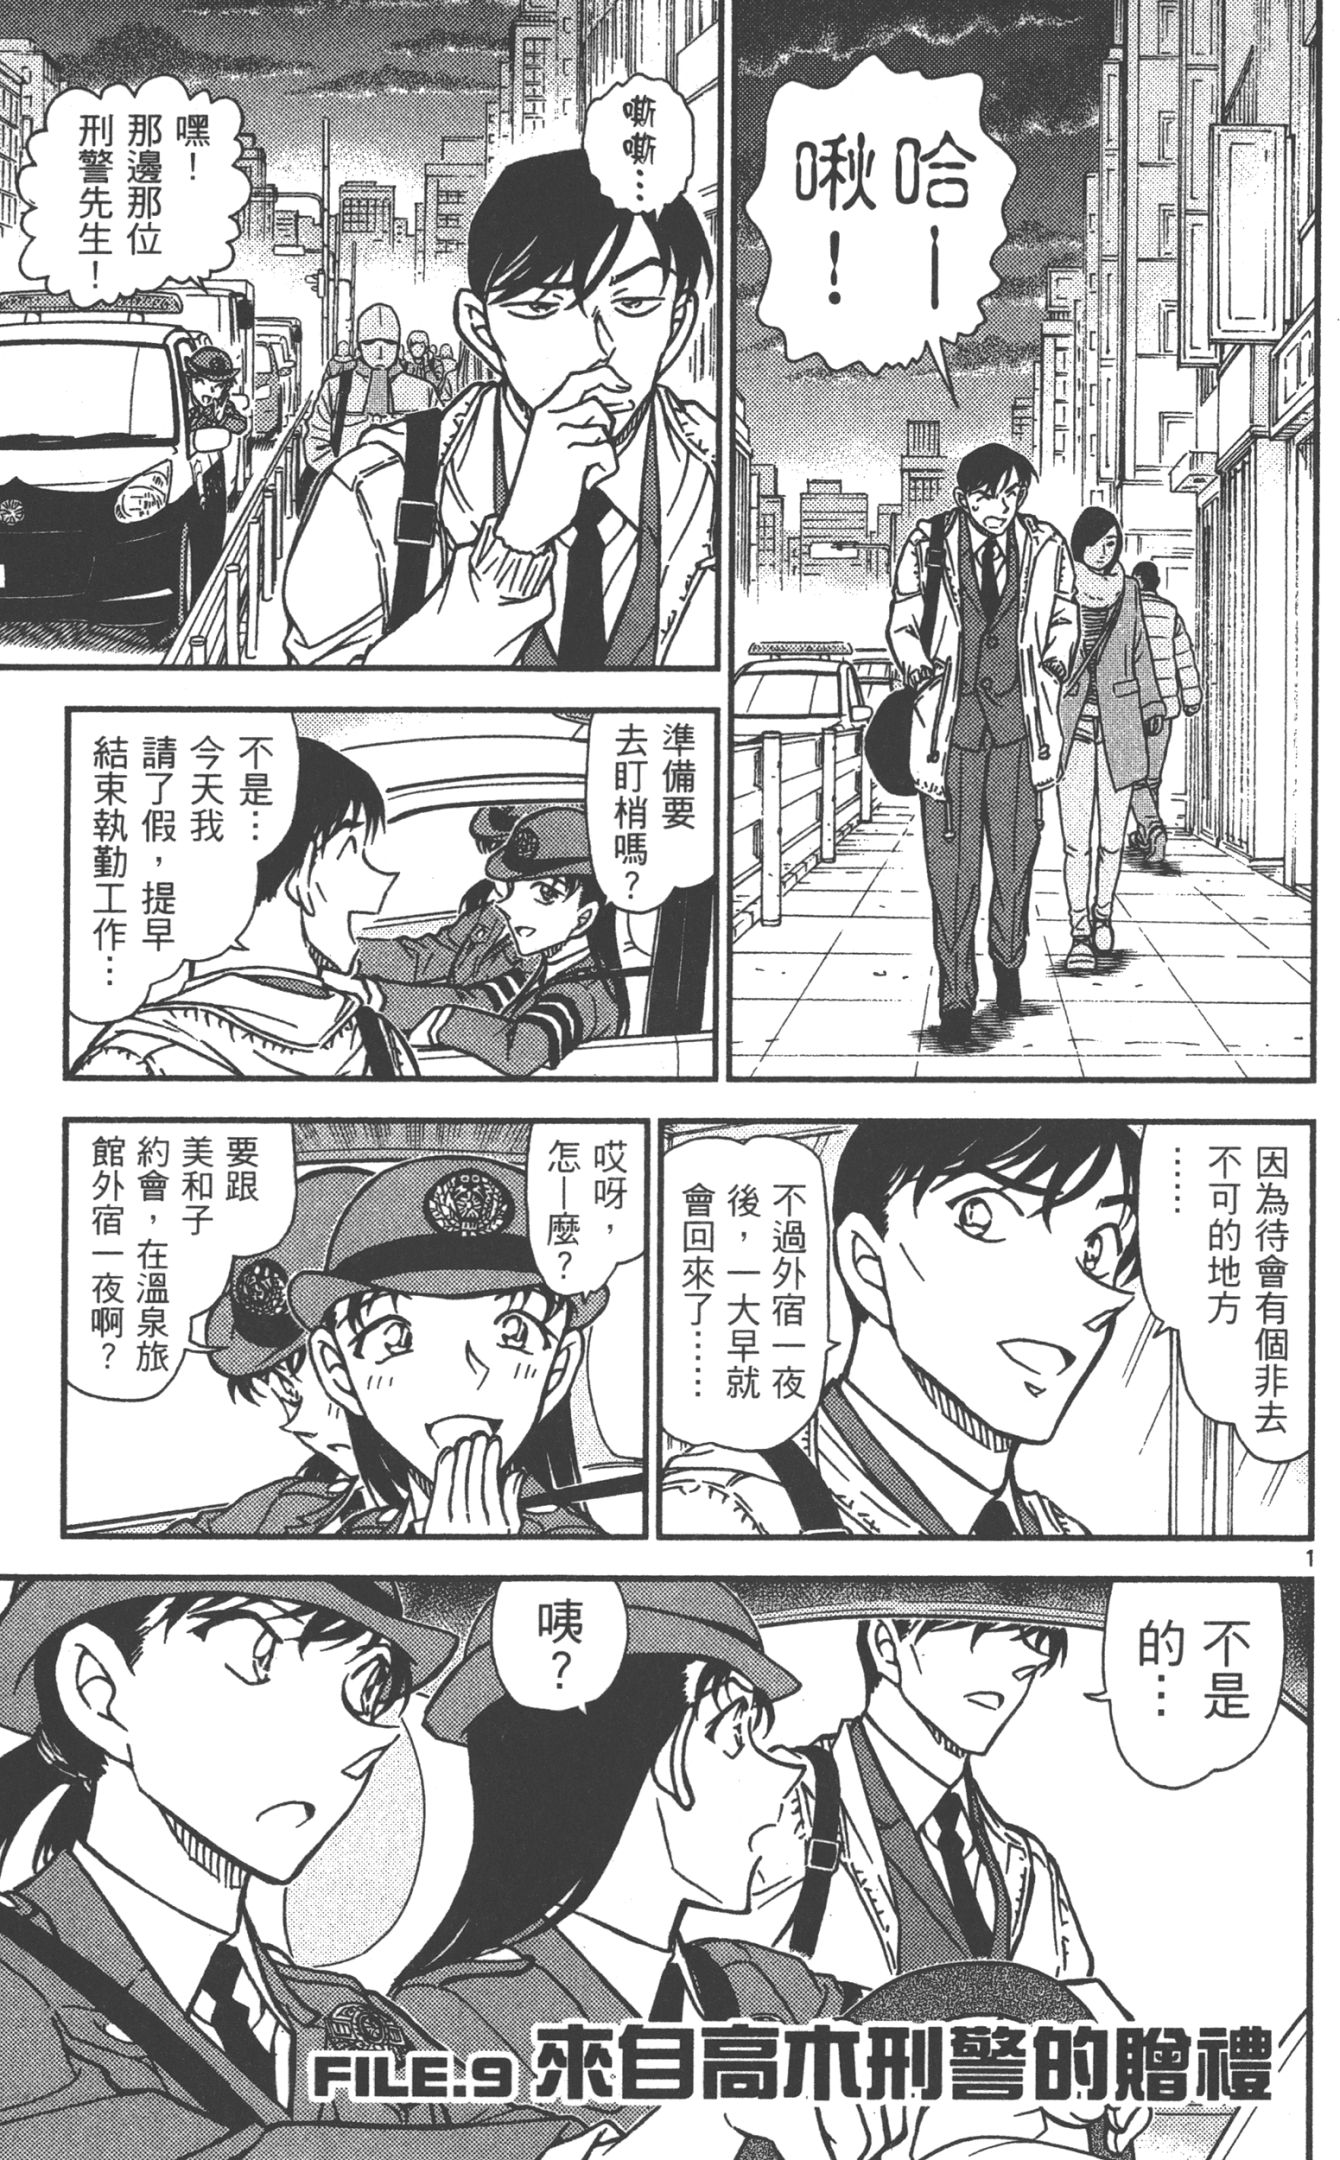 哈—
啾！
嘶嘶…
嘿！
那邊那位
刑警先生！
準備要
去盯梢嗎？
不是…
今天我
請了假，提早
結束執勤工作…
因為待會有個非去
不可的地方
……
不過外宿一夜
後，一大早就
會回來了……
哎呀，
怎—麼？
要跟
美和子
約會，在溫泉旅
館外宿一夜啊？
1
不是
的…
咦？
FILE.9 來自高木刑警的贈禮